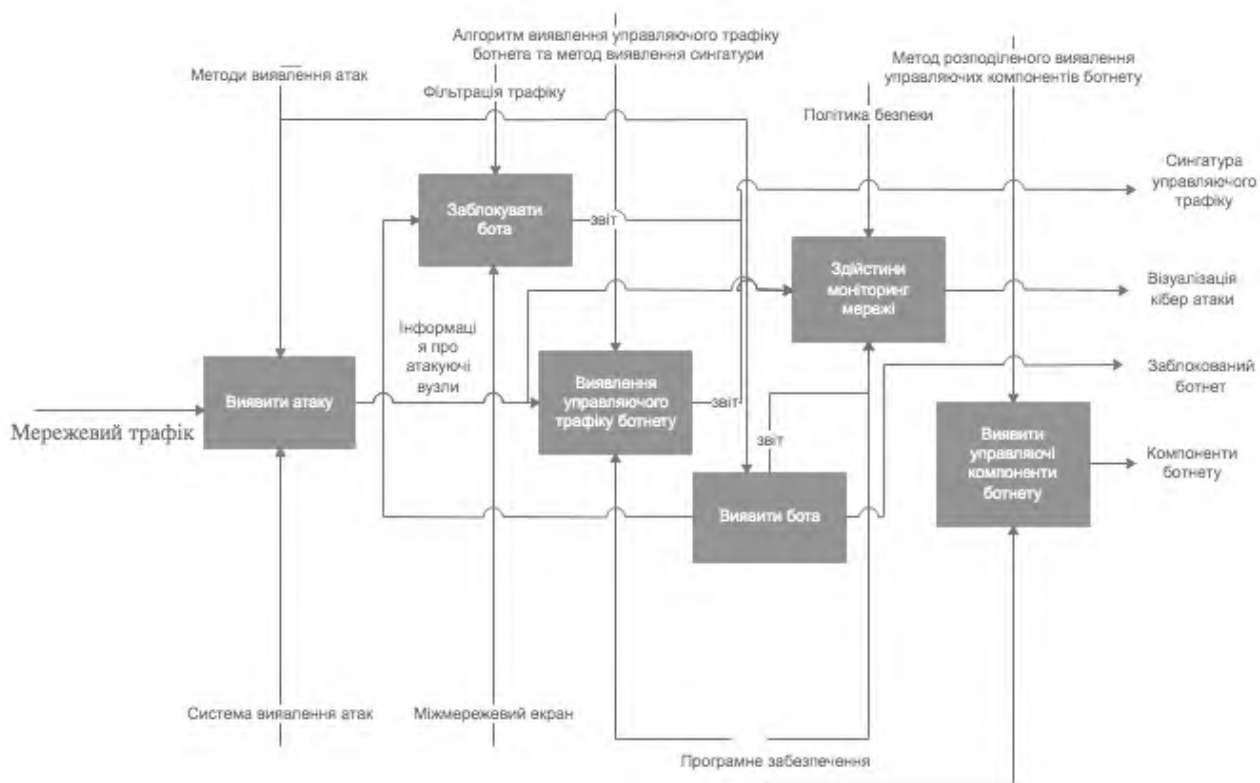 Алгоритм виявлення управляючого трафіку
ботнета та метод виявлення сингатури
Методи виявлення атак
Фільтрація трафіку
Метод розподіленого виявлення
управляючих компонентів ботнету
Політика безпеки
Сингатура
управляючого
трафіку
Заблокувати
бота
звіт
Здійстини
моніторинг
мережі
Візуалізація
кібер атаки
Інформаці
я про
атакуючі
вузли
Заблокований
ботнет
Виявити атаку
Виявлення
управляючого
трафіку ботнету
звіт
Мережевий трафік
звіт
Виявити
управляючі
компоненти
ботнету
Компоненти
ботнету
Виявити бота
Система виявлення атак
Міжмережевий екран
Програмне забезпечення